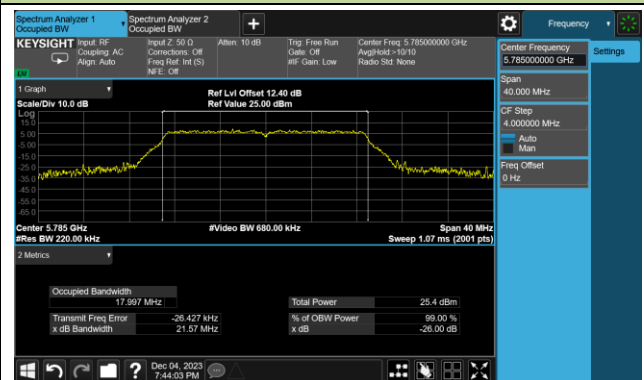 Spectrum Analyzer 1
Occupied BW
Spectrum Analyzer 2
Occupied BW
+
Frequency
KEYSIGHT
Input: RF
Coupling: AC
Align: Auto
Input Z: 50 Ω
Corrections: Off
Freq Ref: Int (S)
NFE: Off
Atten: 10 dB
Trig: Free Run
Gate: Off
#IF Gain: Low
Center Freq: 5.785000000 GHz
Avg|Hold:>10/10
Radio Std: None
Center Frequency
5.785000000 GHz
Settings
Span
40.000 MHz
CF Step
4.000000 MHz
Auto
Man
Freq Offset
0 Hz
1 Graph
Scale/Div 10.0 dB
Ref Lvl Offset 12.40 dB
Ref Value 25.00 dBm
Log
15.0
5.00
-5.00
-15.0
-25.0
-35.0
-45.0
-55.0
-65.0
Center 5.785 GHz
#Video BW 680.00 kHz
Span 40 MHz
#Res BW 220.00 kHz
Sweep 1.07 ms (2001 pts)
2 Metrics
Occupied Bandwidth
17.997 MHz
Total Power
25.4 dBm
Transmit Freq Error
-26.427 kHz
% of OBW Power
99.00 %
x dB Bandwidth
21.57 MHz
x dB
-26.00 dB
?
Dec 04, 2023
7:44:03 PM